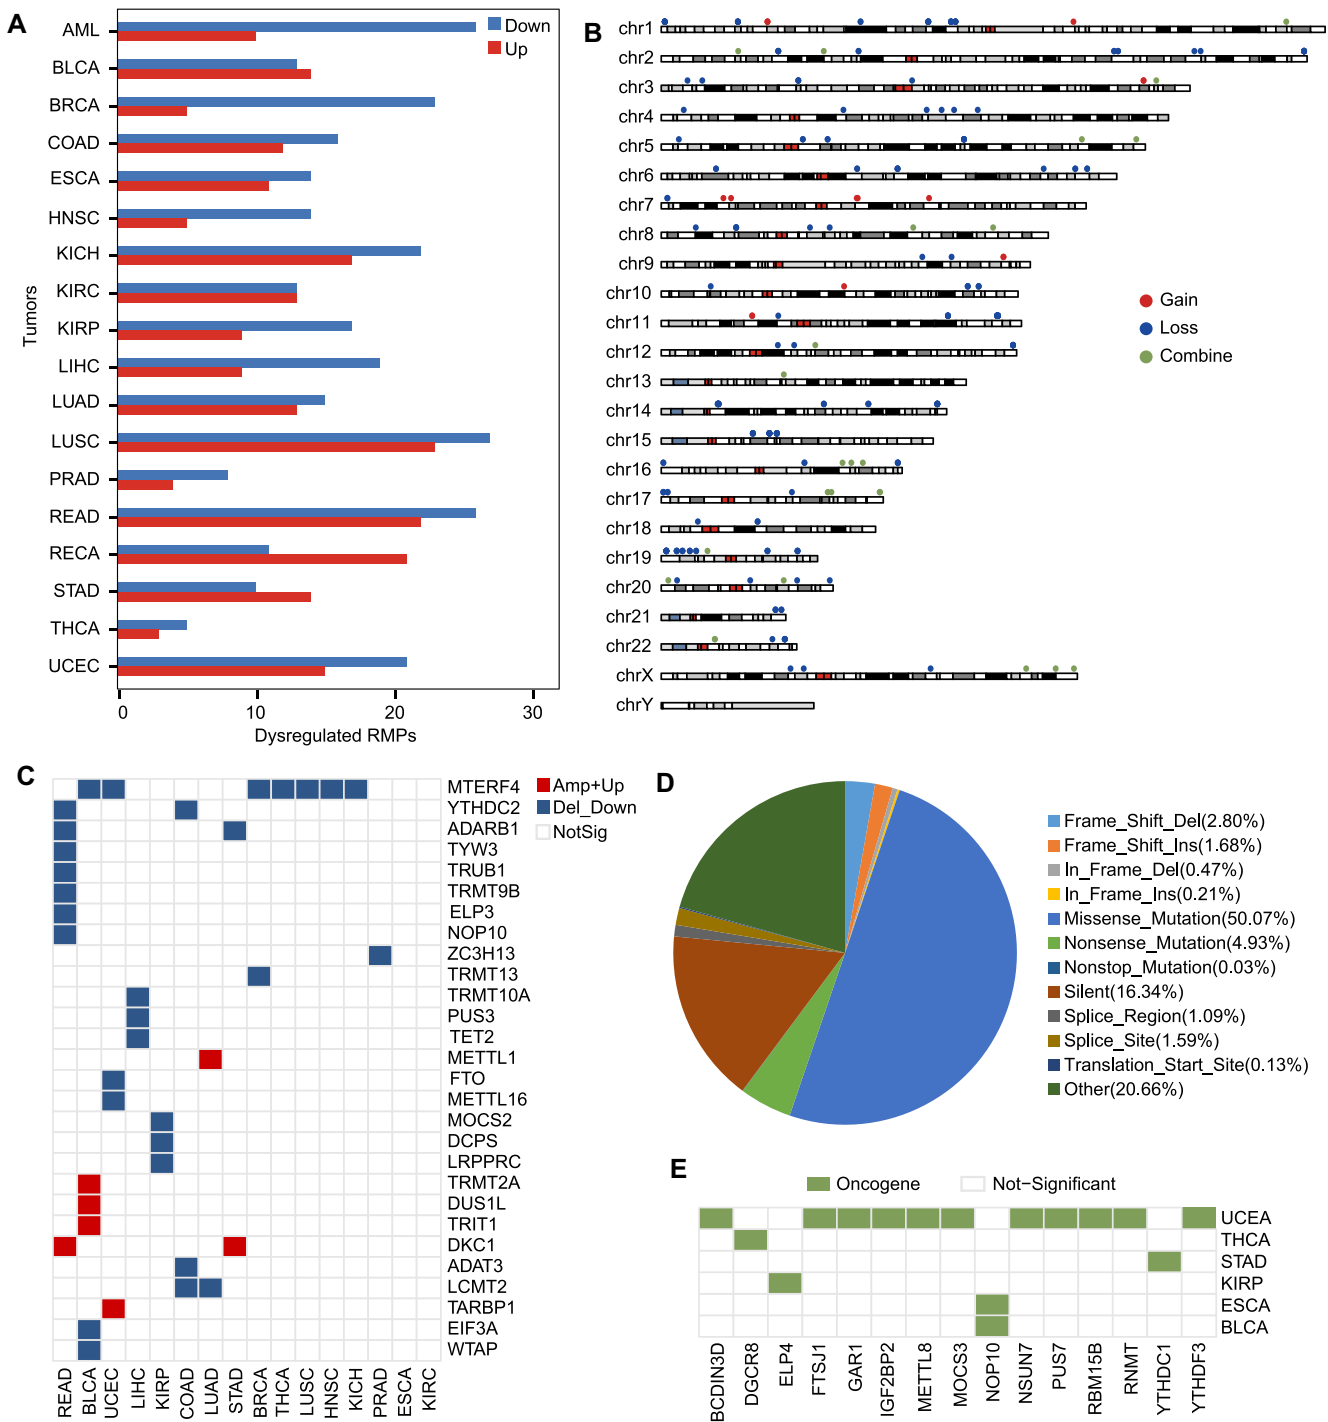 A
Down
Up
AML
BLCA
BRCA
COAD
ESCA
HNSC
KICH
KIRC
KIRP
LIHC
LUAD
LUSC
PRAD
READ
RECA
STAD
THCA
UCEC
Tumors
0 10 20 30
Dysregulated RMPs
B
chr1
chr2
chr3
chr4
chr5
chr6
chr7
chr8
chr9
chr10
chr11
chr12
chr13
chr14
chr15
chr16
chr17
chr18
chr19
chr20
chr21
chr22
chrX
chrY
Gain
Loss
Combine
C
MTERF4
YTHDC2
ADARB1
TYW3
TRUB1
TRMT9B
ELP3
NOP10
ZC3H13
TRMT13
TRMT10A
PUS3
TET2
METTL1
FTO
METTL16
MOCS2
DCPS
LRPPRC
TRMT2A
DUS1L
TRIT1
DKC1
ADAT3
LCMT2
TARBP1
EIF3A
WTAP
Amp+Up
Del_Down
NotSig
READ
BLCA
UCEC
LIHC
KIRP
COAD
LUAD
STAD
BRCA
THCA
LUSC
HNSC
KICH
PRAD
ESCA
KIRC
D
Frame_Shift_Del(2.80%)
Frame_Shift_Ins(1.68%)
In_Frame_Del(0.47%)
In_Frame_Ins(0.21%)
Missense_Mutation(50.07%)
Nonsense_Mutation(4.93%)
Nonstop_Mutation(0.03%)
Silent(16.34%)
Splice_Region(1.09%)
Splice_Site(1.59%)
Translation_Start_Site(0.13%)
Other(20.66%)
E
Oncogene
Not−Significant
UCEA
THCA
STAD
KIRP
ESCA
BLCA
BCDIN3D
DGCR8
ELP4
FTSJ1
GAR1
IGF2BP2
METTL8
MOCS3
NOP10
NSUN7
PUS7
RBM15B
RNMT
YTHDC1
YTHDF3